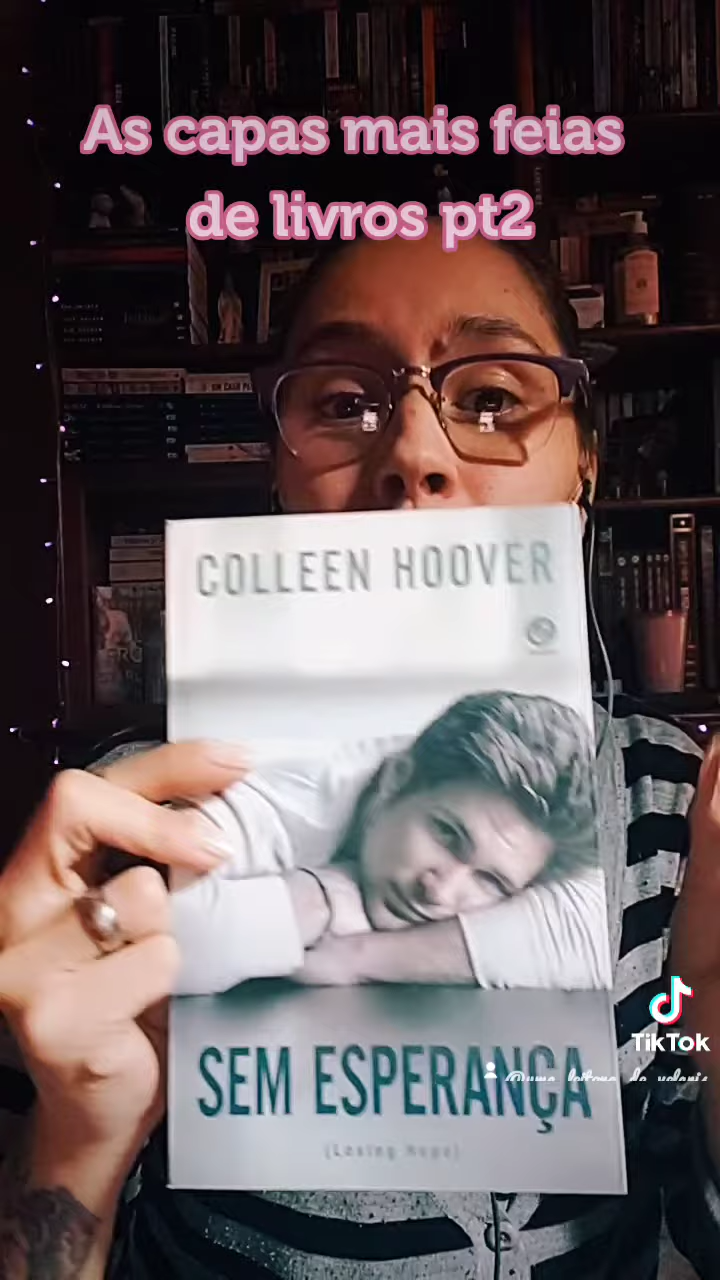 As capas mais feias
de livros pt2
COLLEEN HOOVER
SEM ESPERANÇA
(Losing Hope)
TikTok